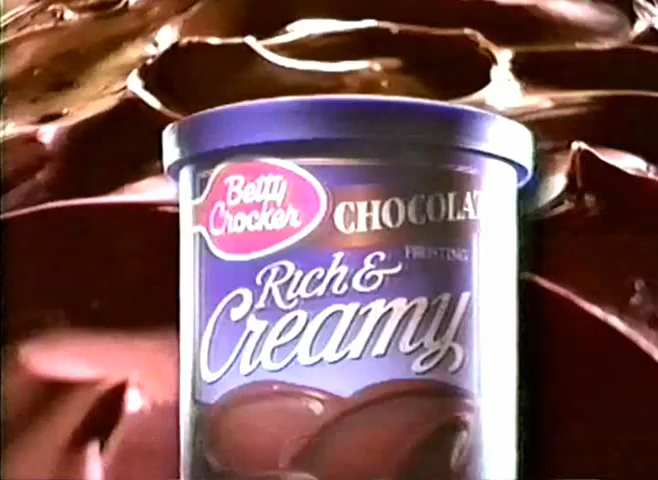 Betty
Crocker
CHOCOLAT
FROSTING
Rich &
Creamy